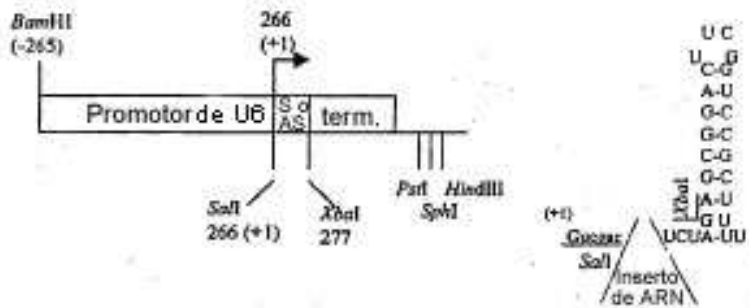 BamHI
(-265)
266
(+1)
Promotor de U6
S o
AS
term.
SalI
266 (+1)
XbaI
277
PstI
SphI
HindIII
U C
U G
C-G
A-U
G-C
G-C
C-G
G-C
A-U
G U
UCUA-UU
XbaI
(+1)
Gucgac
SalI
Inserto
de ARN